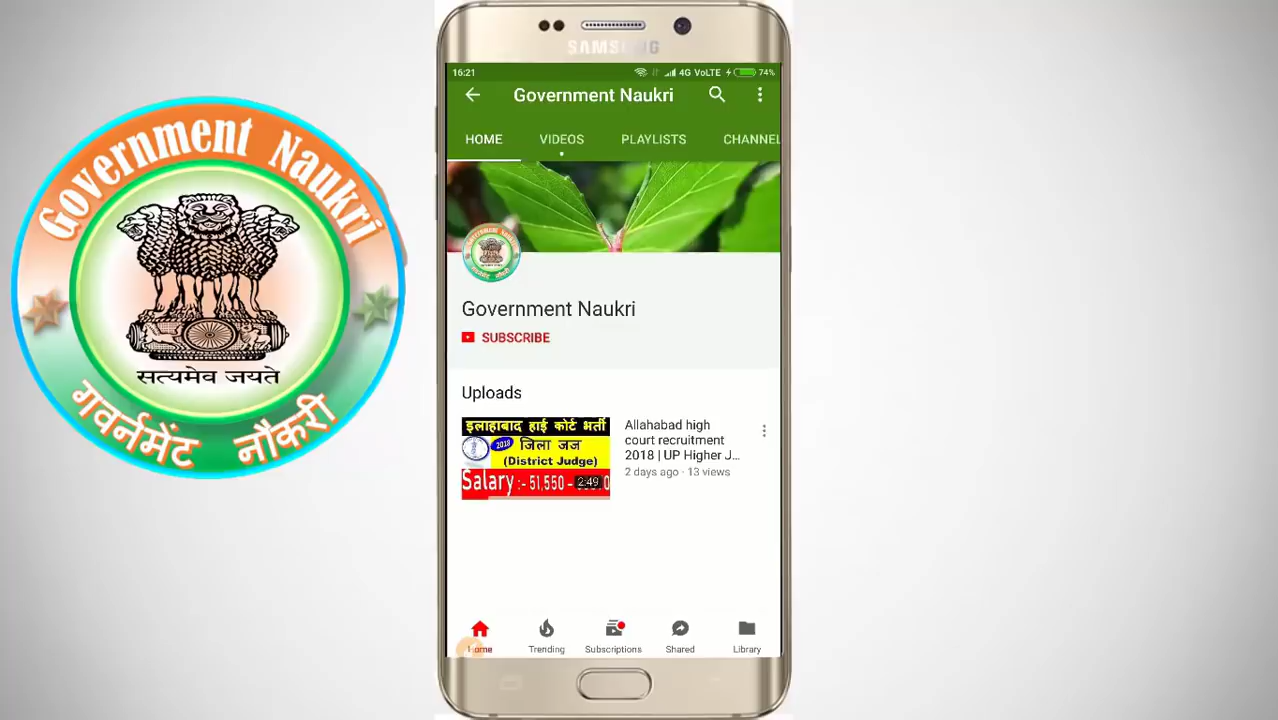 Government Naukri
सत्यमेव जयते
गवर्नमेंट नौकरी
SAMSUNG
16:21
4G VoLTE 74%
Government Naukri
HOME VIDEOS PLAYLISTS CHANNEL
Government Naukri
SUBSCRIBE
Uploads
इलाहाबाद हाई कोर्ट भर्ती
2018 जिला जज
(District Judge)
Salary :- 51,550 -
2:49
Allahabad high
court recruitment
2018 | UP Higher J...
2 days ago · 13 views
Home Trending Subscriptions Shared Library